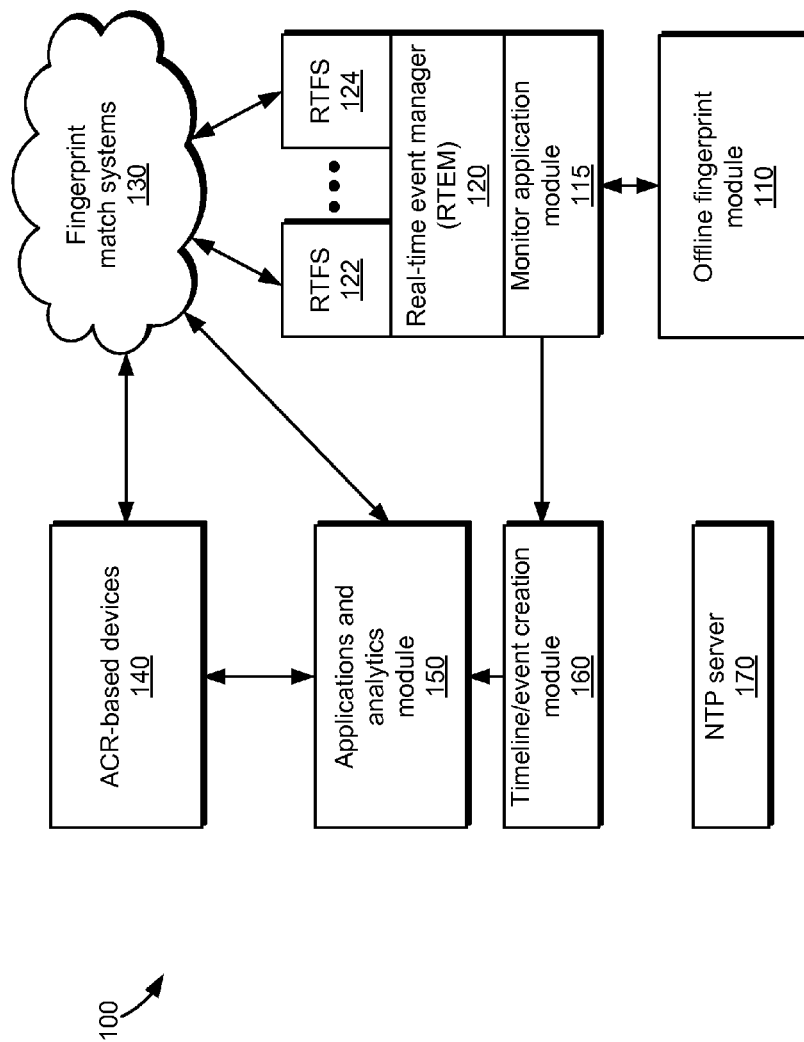 100
ACR-based devices
140
Fingerprint
match systems
130
Applications and
analytics
module
150
RTFS
122
RTFS
124
Real-time event manager
(RTEM)
120
Timeline/event creation
module
160
Monitor application
module
115
NTP server
170
Offline fingerprint
module
110